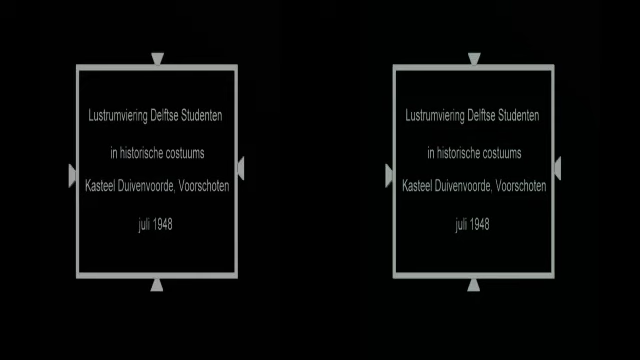 Lustrumviering Delftse Studenten
in historische costuums
Kasteel Duivenvoorde, Voorschoten
juli 1948
Lustrumviering Delftse Studenten
in historische costuums
Kasteel Duivenvoorde, Voorschoten
juli 1948